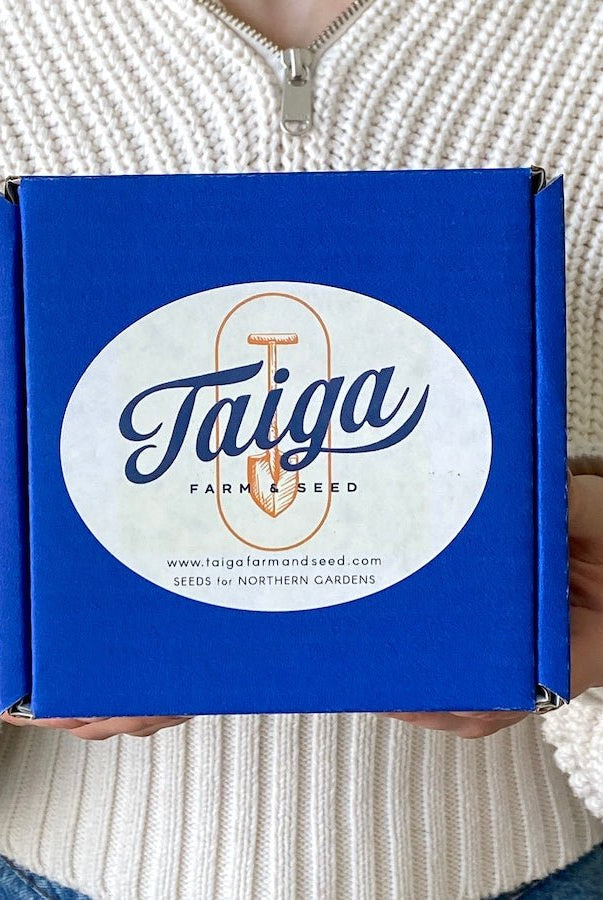 Taiga
FARM & SEED
www.taigafarmandseed.com
SEEDS for NORTHERN GARDENS